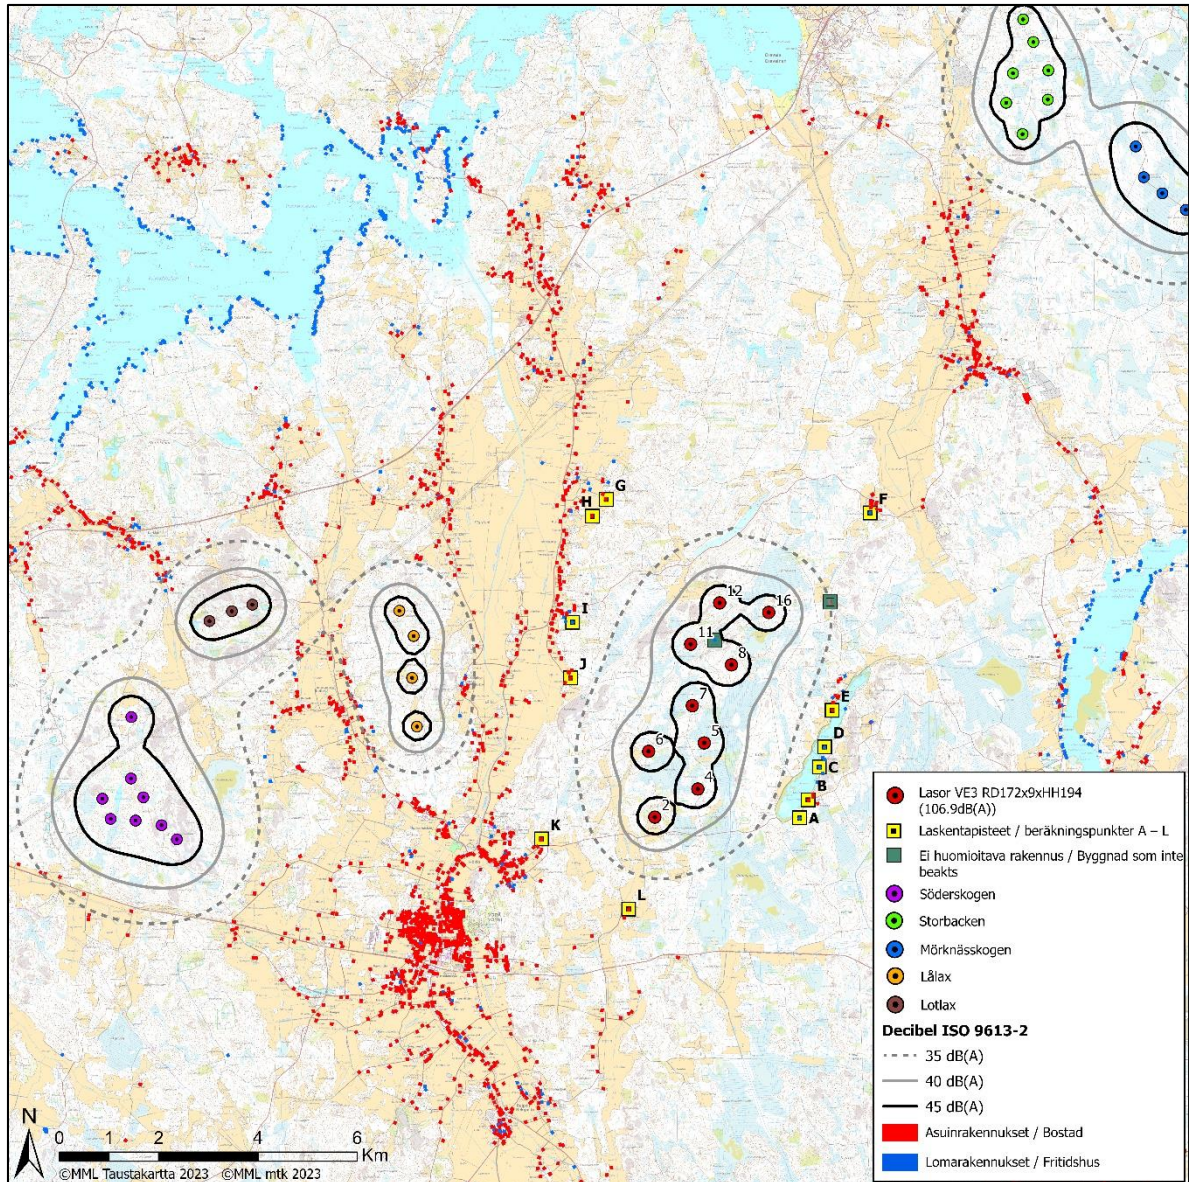 G
H
F
12
16
I
11
8
J
7
E
6
5
D
C
4
B
2
A
K
L
Lasor VE3 RD172x9xHH194
(106.9dB(A))
Laskentapisteet / beräkningspunkter A – L
Ei huomioitava rakennus / Byggnad som inte
beakts
Söderskogen
Storbacken
Mörknässkogen
Lålax
Lotlax
Decibel ISO 9613-2
35 dB(A)
40 dB(A)
45 dB(A)
Asuinrakennukset / Bostad
Lomarakennukset / Fritidshus
N
0 2 4 6
Km
©MML Taustakartta 2023 ©MML mtk 2023